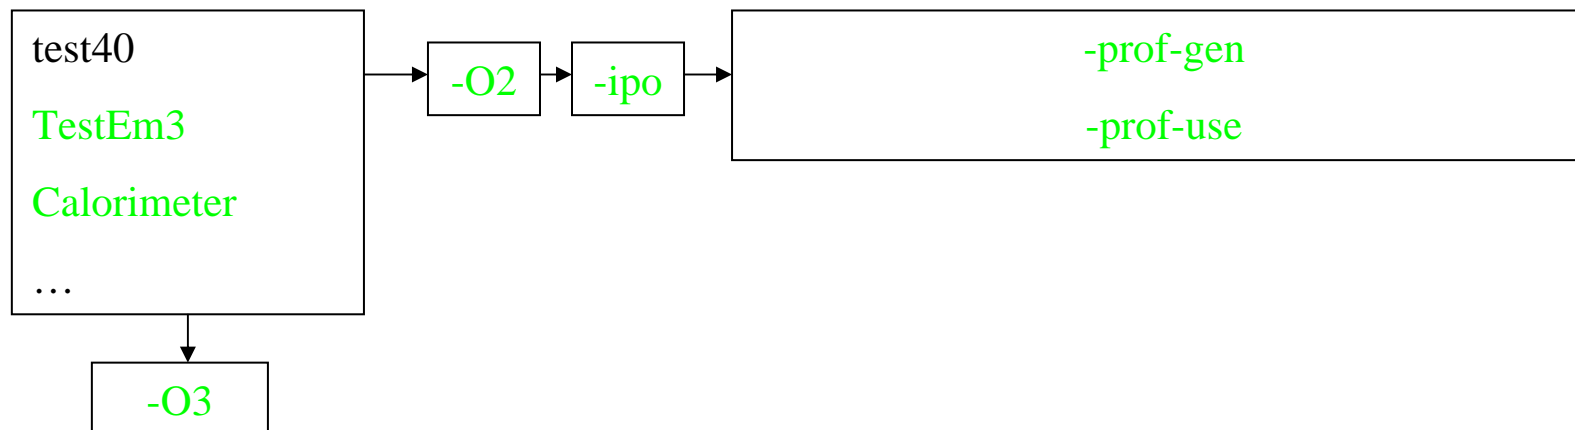 test40
TestEm3
Calorimeter
…
-O2
-ipo
-prof-gen
-prof-use
-O3